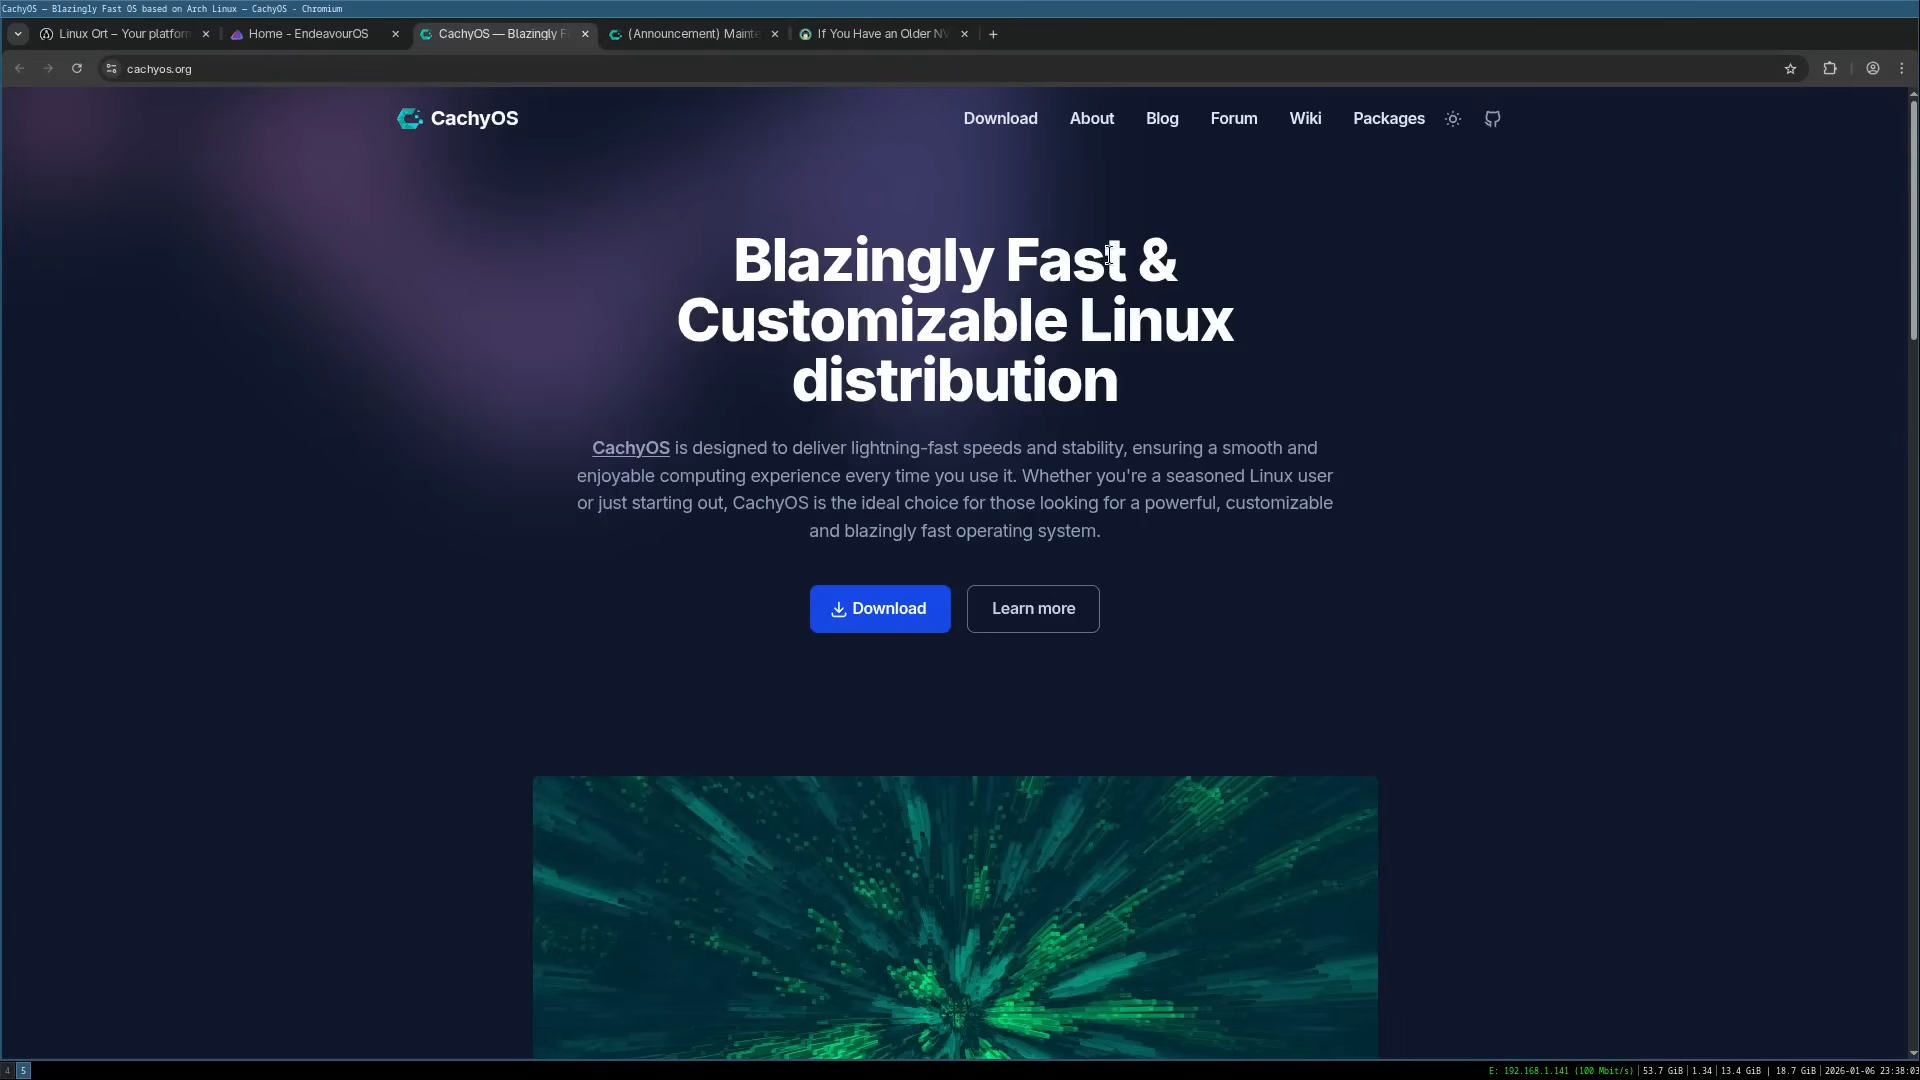 CachyOS — Blazingly Fast OS based on Arch Linux — CachyOS - Chromium
Linux Ort – Your platfor
Home - EndeavourOS
CachyOS — Blazingly F
(Announcement) Maint
If You Have an Older NV
cachyos.org
CachyOS
Download
About
Blog
Forum
Wiki
Packages
Blazingly Fast &
Customizable Linux
distribution
CachyOS is designed to deliver lightning-fast speeds and stability, ensuring a smooth and
enjoyable computing experience every time you use it. Whether you're a seasoned Linux user
or just starting out, CachyOS is the ideal choice for those looking for a powerful, customizable
and blazingly fast operating system.
Download
Learn more
4 5
E: 192.168.1.141 (100 Mbit/s) | 53.7 GiB | 1.34 | 13.4 GiB | 18.7 GiB | 2026-01-06 23:38:03